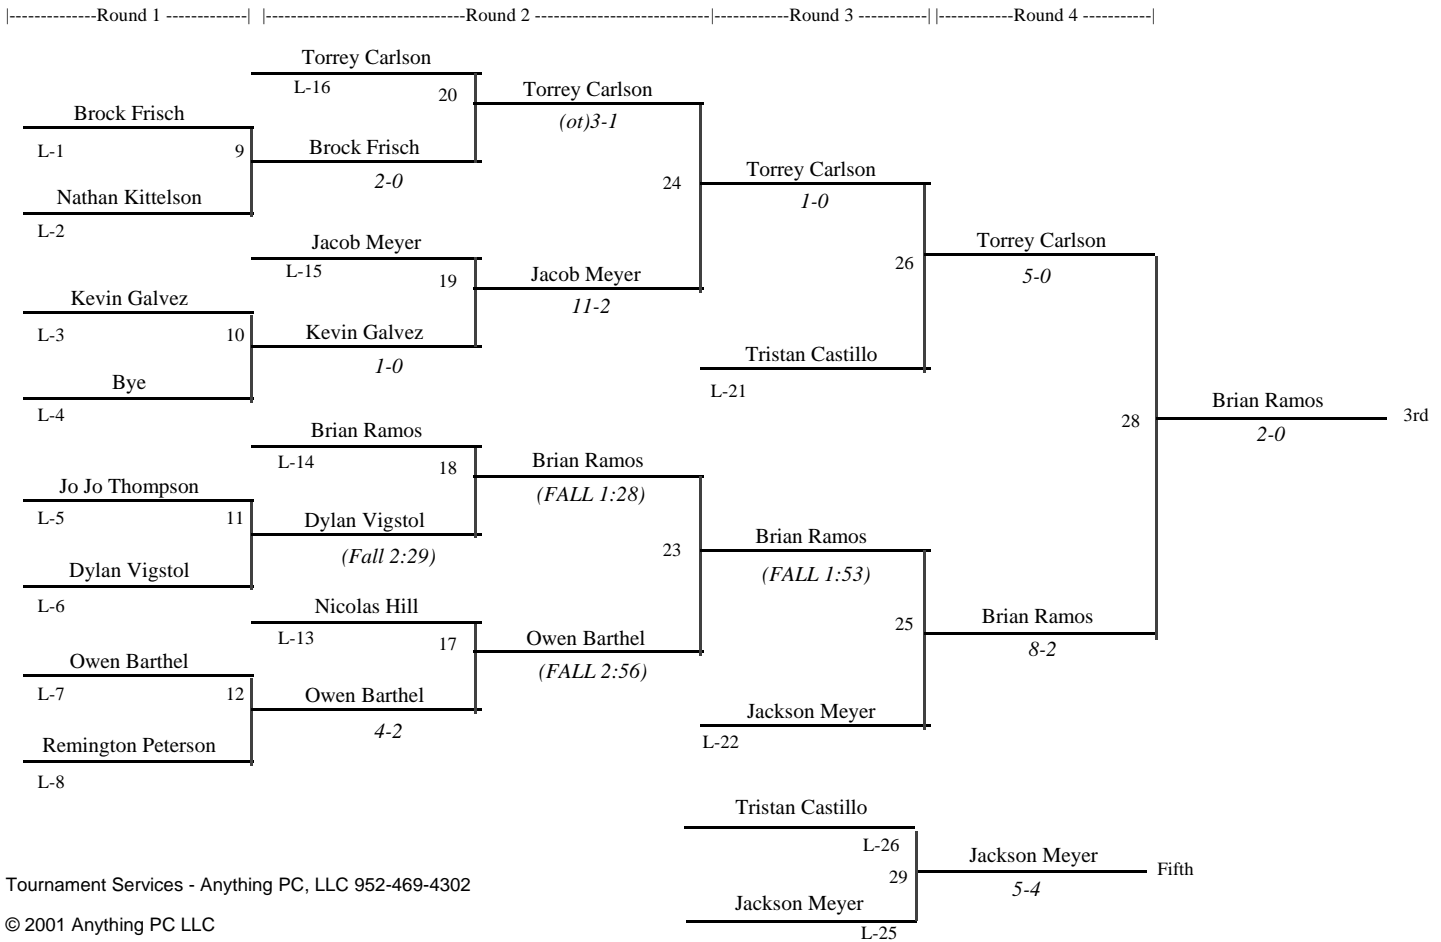 |--------------Round 1 -------------| |--------------------------------Round 2 ----------------------------|------------Round 3 -----------| |------------Round 4 -----------|
Torrey Carlson
L-16
20
Torrey Carlson
(ot)3-1
Brock Frisch
L-1
9
Brock Frisch
2-0
Nathan Kittelson
L-2
24
Torrey Carlson
1-0
Jacob Meyer
L-15
19
Jacob Meyer
11-2
Kevin Galvez
L-3
10
Kevin Galvez
1-0
Bye
L-4
26
Torrey Carlson
5-0
Tristan Castillo
L-21
Brian Ramos
L-14
18
Brian Ramos
(FALL 1:28)
Jo Jo Thompson
L-5
11
Dylan Vigstol
(Fall 2:29)
Dylan Vigstol
L-6
28
Brian Ramos
2-0
3rd
23
Brian Ramos
(FALL 1:53)
Nicolas Hill
L-13
17
Owen Barthel
(FALL 2:56)
Owen Barthel
L-7
12
Owen Barthel
4-2
Remington Peterson
L-8
25
Brian Ramos
8-2
Jackson Meyer
L-22
Tristan Castillo
L-26
29
Jackson Meyer
5-4
Fifth
Jackson Meyer
L-25
Tournament Services - Anything PC, LLC 952-469-4302
© 2001 Anything PC LLC